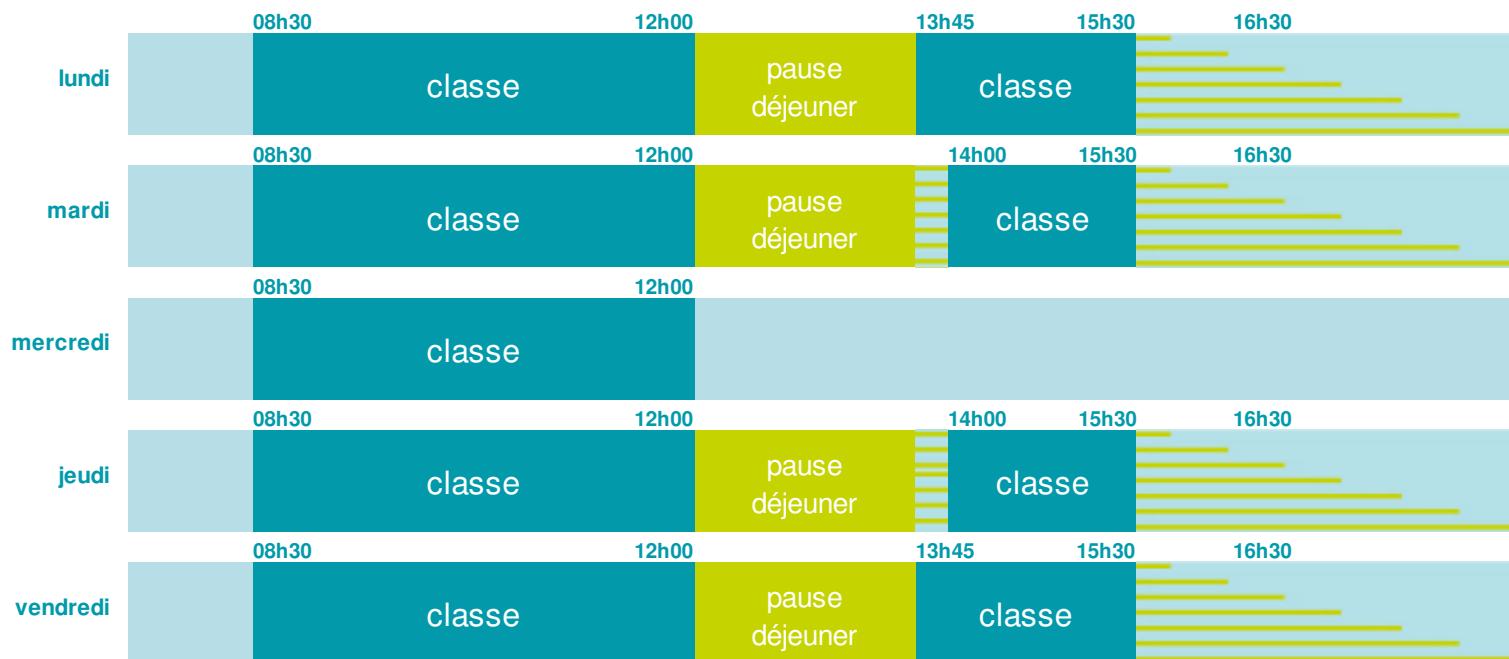 08h30 12h00 13h45 15h30 16h30
lundi classe pause déjeuner classe
08h30 12h00 14h00 15h30 16h30
mardi classe pause déjeuner classe
08h30 12h00
mercredi classe
08h30 12h00 14h00 15h30 16h30
jeudi classe pause déjeuner classe
08h30 12h00 13h45 15h30 16h30
vendredi classe pause déjeuner classe